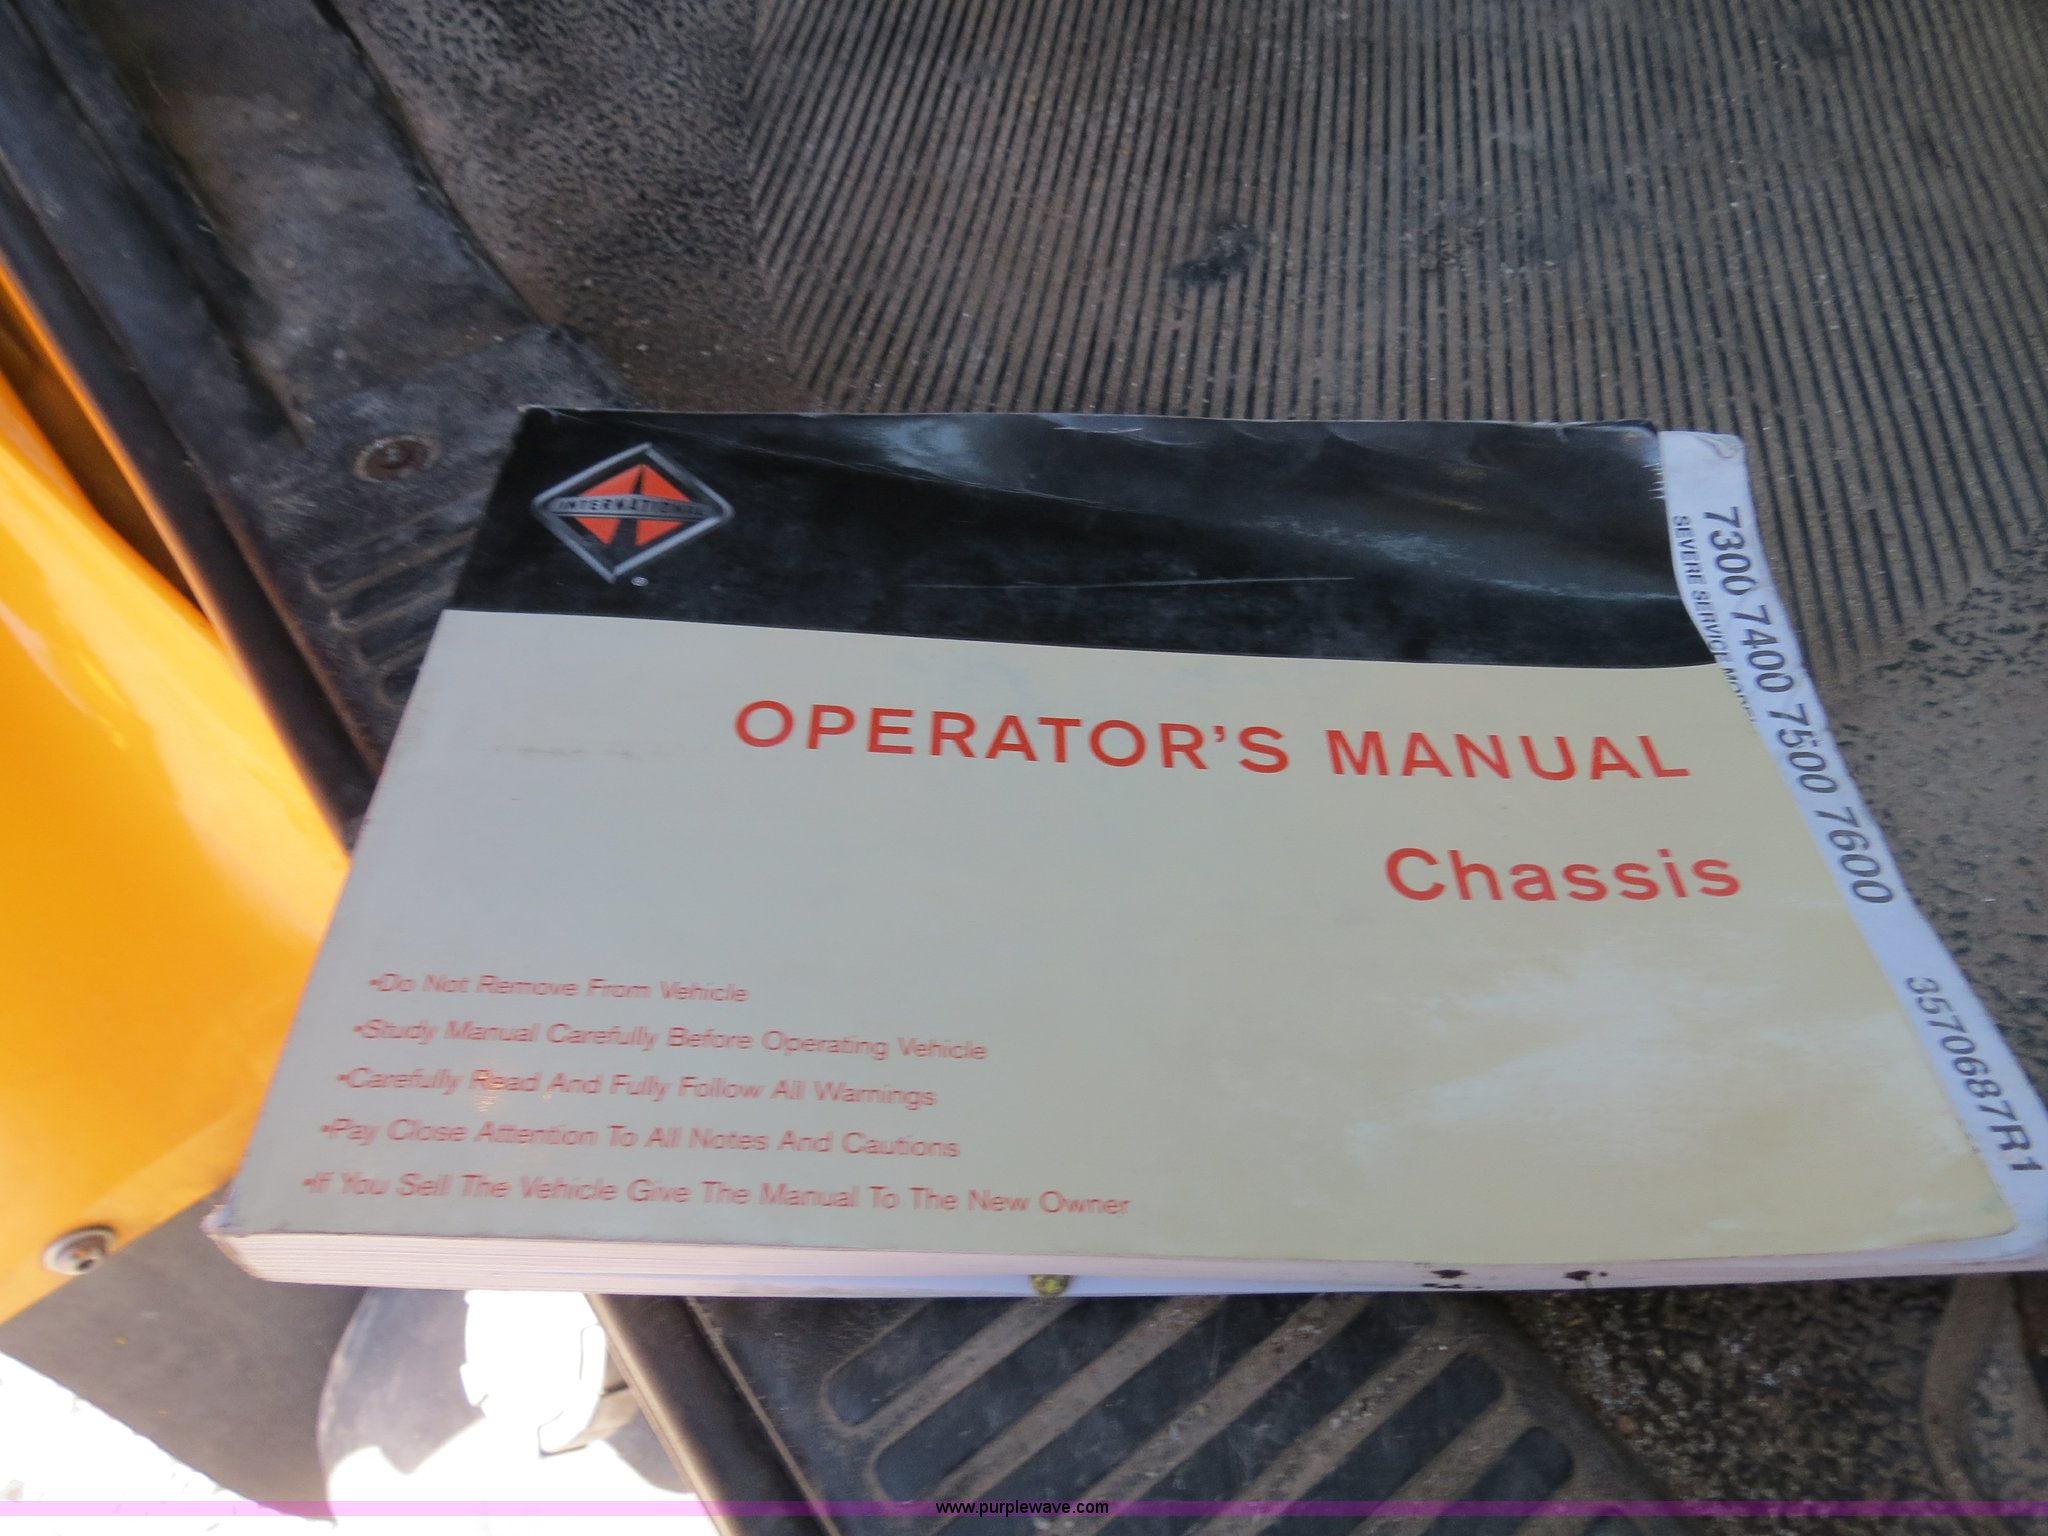 INTERNATIONAL
®
OPERATOR'S MANUAL
Chassis
•Do Not Remove From Vehicle
•Study Manual Carefully Before Operating Vehicle
•Carefully Read And Fully Follow All Warnings
•Pay Close Attention To All Notes And Cautions
•If You Sell The Vehicle Give The Manual To The New Owner
7300 7400 7500 7600 3570687R1
SEVERE SERVICE
www.purplewave.com